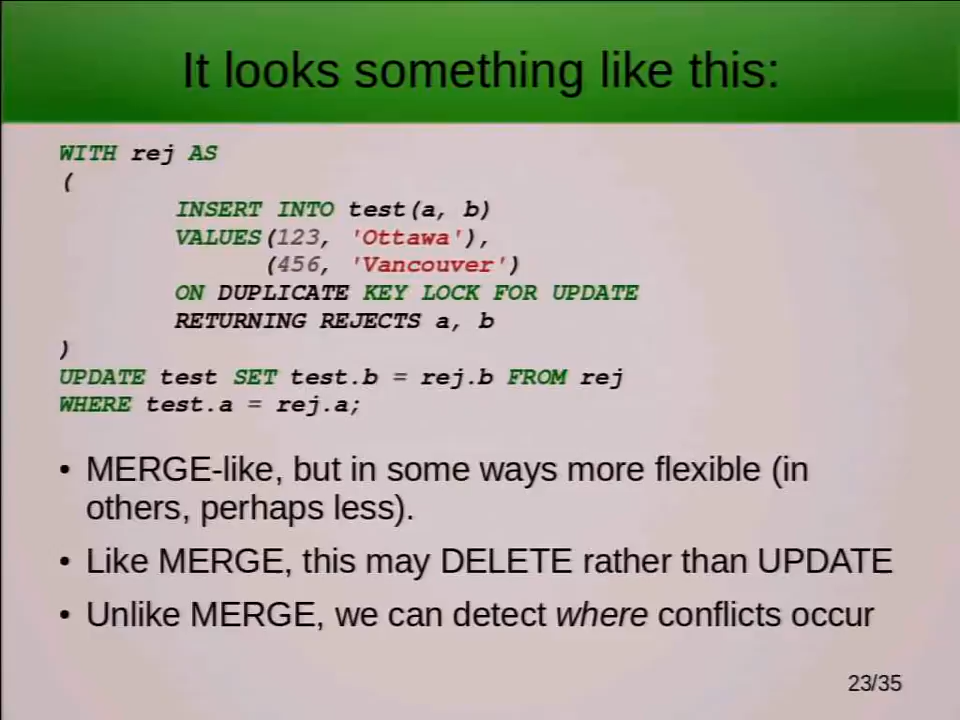 It looks something like this:
WITH rej AS
(
INSERT INTO test(a, b)
VALUES(123, 'Ottawa'),
(456, 'Vancouver')
ON DUPLICATE KEY LOCK FOR UPDATE
RETURNING REJECTS a, b
)
UPDATE test SET test.b = rej.b FROM rej
WHERE test.a = rej.a;
• MERGE-like, but in some ways more flexible (in
others, perhaps less).
• Like MERGE, this may DELETE rather than UPDATE
• Unlike MERGE, we can detect where conflicts occur
23/35